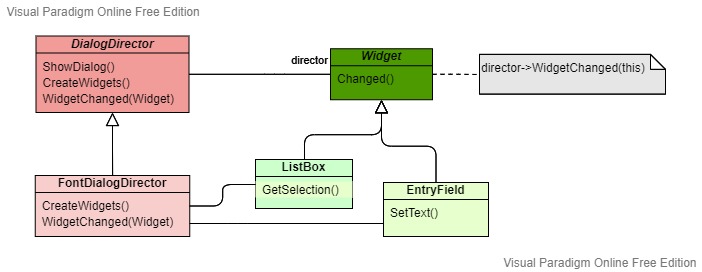 Visual Paradigm Online Free Edition
DialogDirector
ShowDialog()
CreateWidgets()
WidgetChanged(Widget)
director
Widget
Changed()
director->WidgetChanged(this)
FontDialogDirector
CreateWidgets()
WidgetChanged(Widget)
ListBox
GetSelection()
EntryField
SetText()
Visual Paradigm Online Free Edition